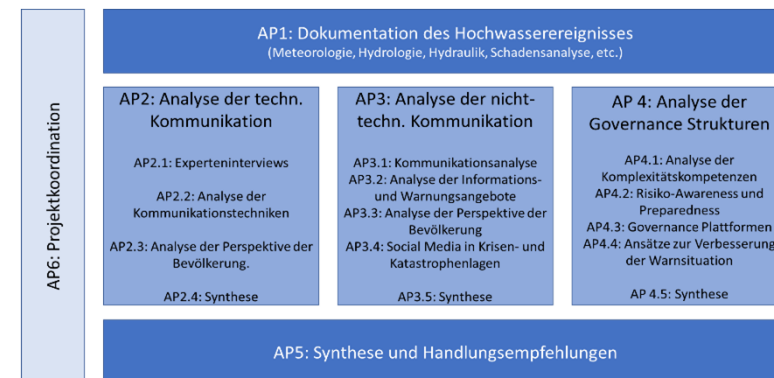 AP6: Projektkoordination
AP1: Dokumentation des Hochwasserereignisses
(Meteorologie, Hydrologie, Hydraulik, Schadensanalyse, etc.)
AP2: Analyse der techn.
Kommunikation
AP2.1: Experteninterviews
AP2.2: Analyse der
Kommunikationstechniken
AP2.3: Analyse der Perspektive der
Bevölkerung.
AP2.4: Synthese
AP3: Analyse der nicht-
techn. Kommunikation
AP3.1: Kommunikationsanalyse
AP3.2: Analyse der Informations-
und Warnungsangebote
AP3.3: Analyse der Perspektive der
Bevölkerung
AP3.4: Social Media in Krisen- und
Katastrophenlagen
AP3.5: Synthese
AP 4: Analyse der
Governance Strukturen
AP4.1: Analyse der
Komplexitätskompetenzen
AP4.2: Risiko-Awareness und
Preparedness
AP4.3: Governance Plattformen
AP4.4: Ansätze zur Verbesserung
der Warnsituation
AP 4.5: Synthese
AP5: Synthese und Handlungsempfehlungen